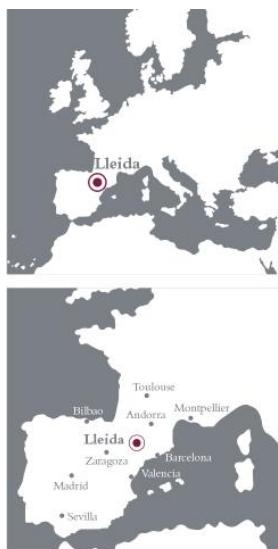 Lleida
Toulouse
Bilbao
Andorra
Montpellier
Lleida
Zaragoza
Barcelona
Madrid
Valencia
Sevilla